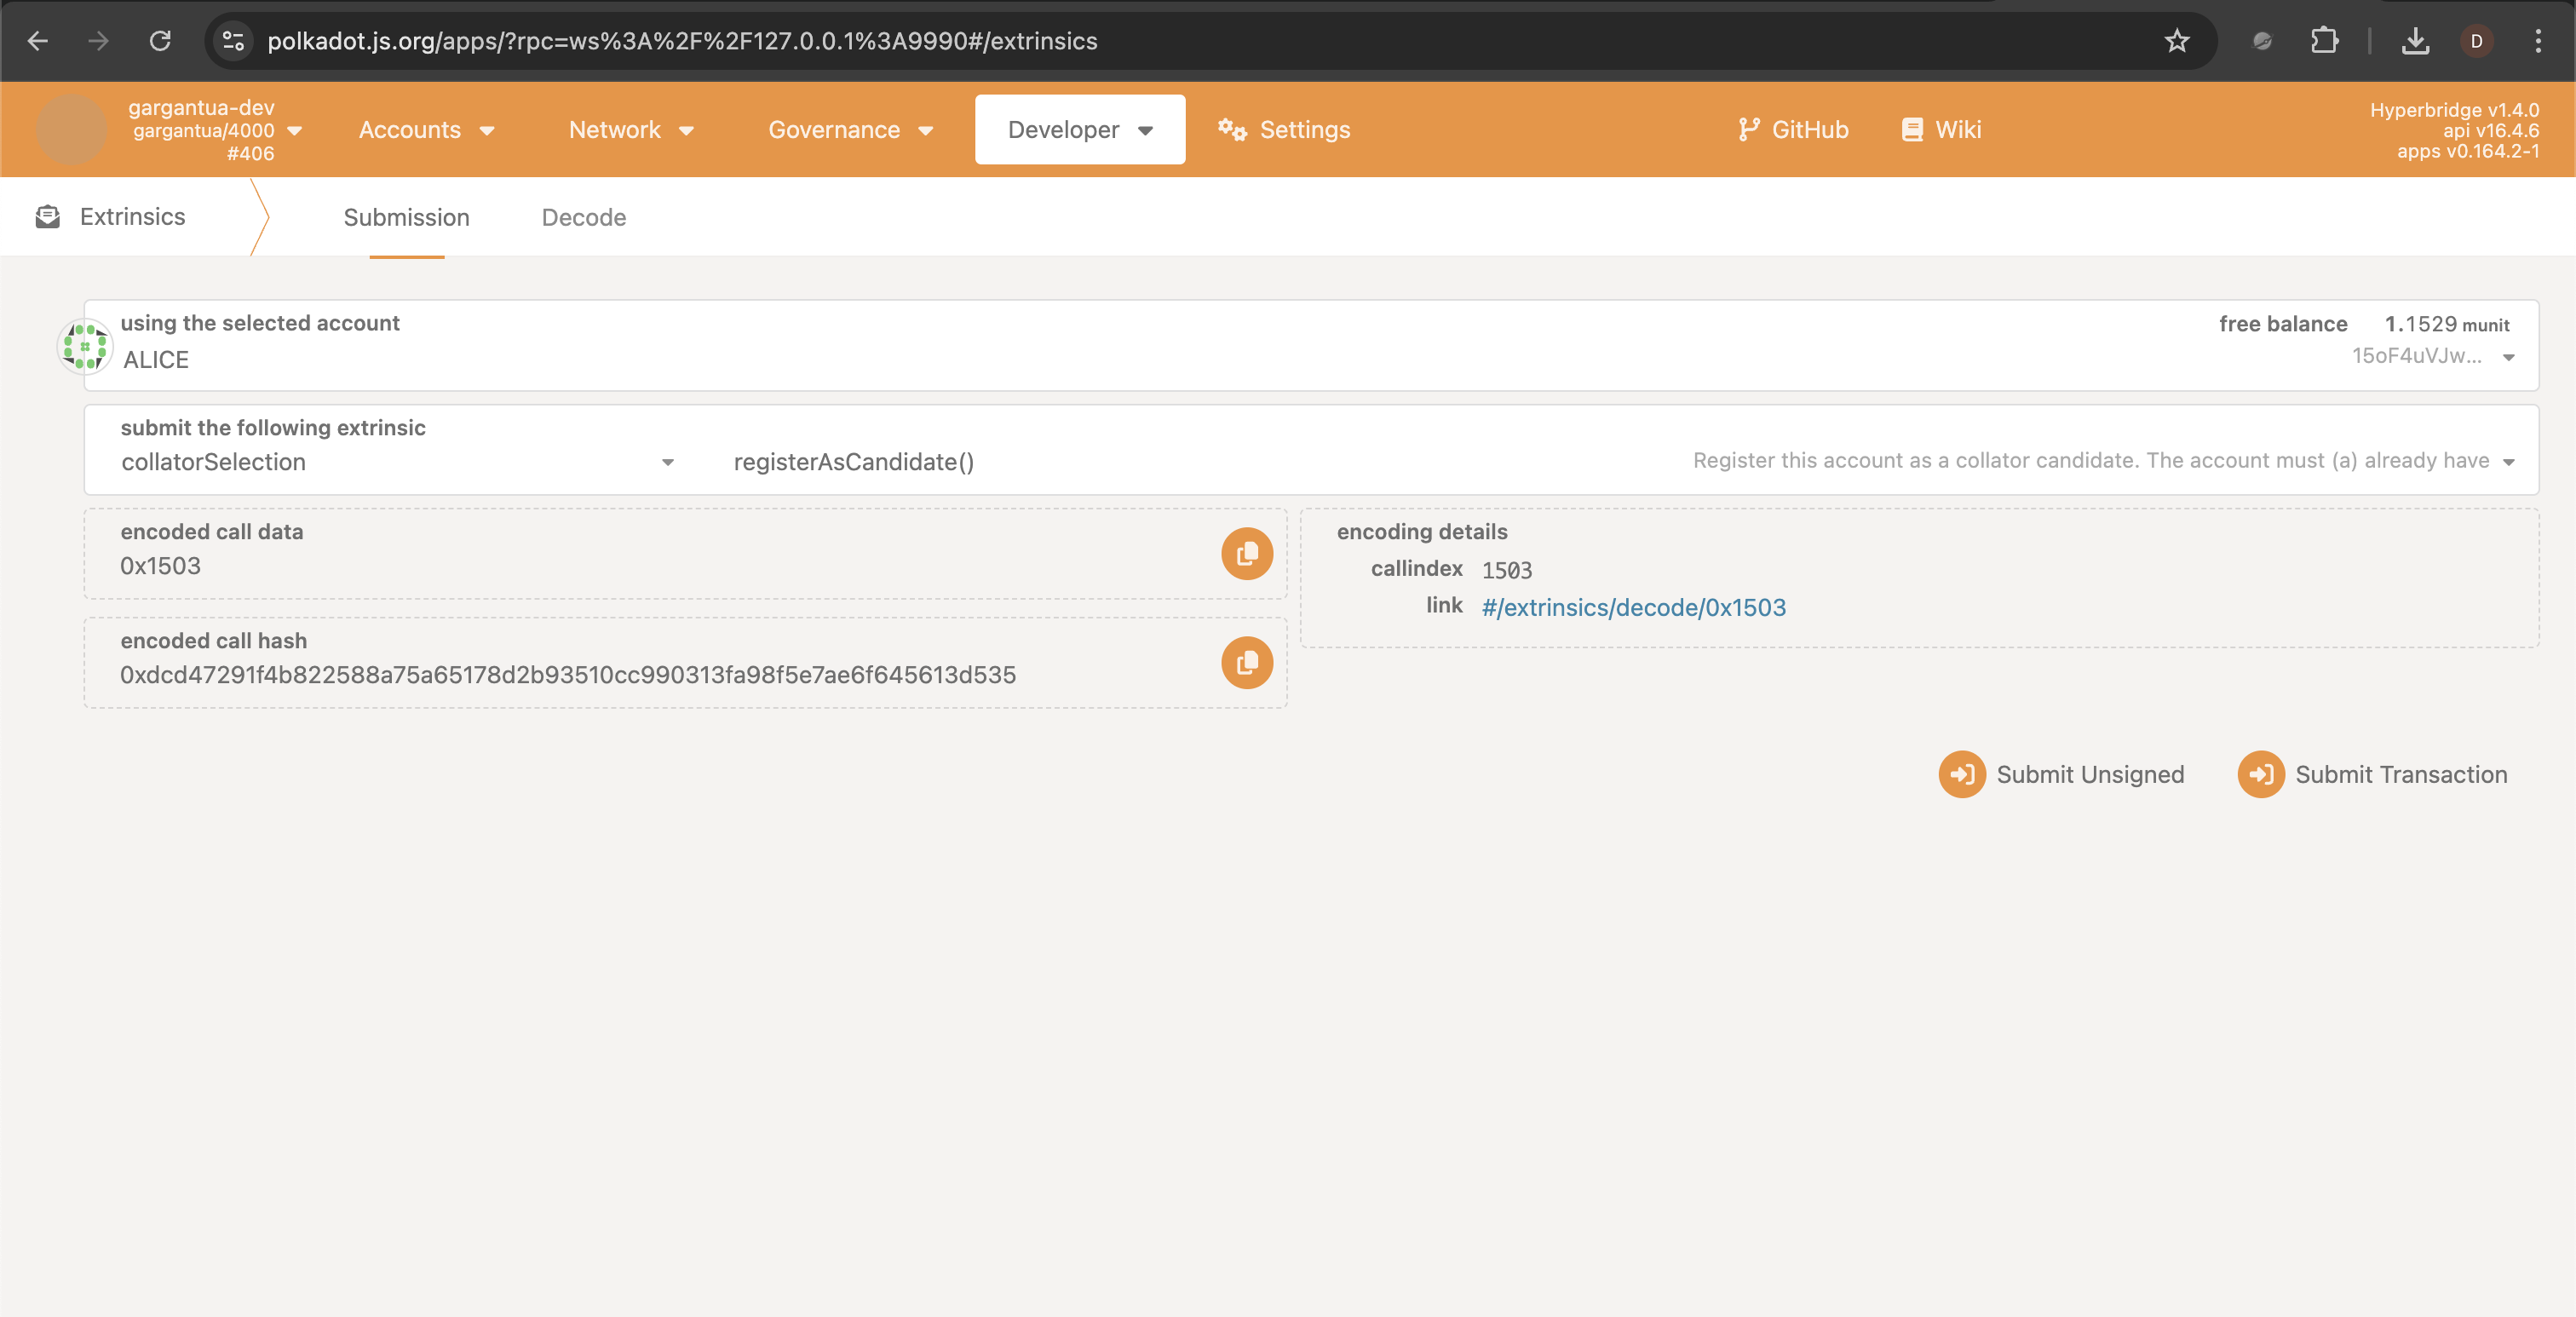 polkadot.js.org/apps/?rpc=ws%3A%2F%2F127.0.0.1%3A9990#/extrinsics
D
gargantua-dev
gargantua/4000
#406
Accounts
Network
Governance
Developer
Settings
GitHub
Wiki
Hyperbridge v1.4.0
api v16.4.6
apps v0.164.2-1
Extrinsics
Submission
Decode
using the selected account
ALICE
free balance 1.1529 munit
15oF4uVJw...
submit the following extrinsic
collatorSelection
registerAsCandidate()
Register this account as a collator candidate. The account must (a) already have
encoded call data
0x1503
encoding details
callindex 1503
link #/extrinsics/decode/0x1503
encoded call hash
0xdcd47291f4b822588a75a65178d2b93510cc990313fa98f5e7ae6f645613d535
Submit Unsigned
Submit Transaction